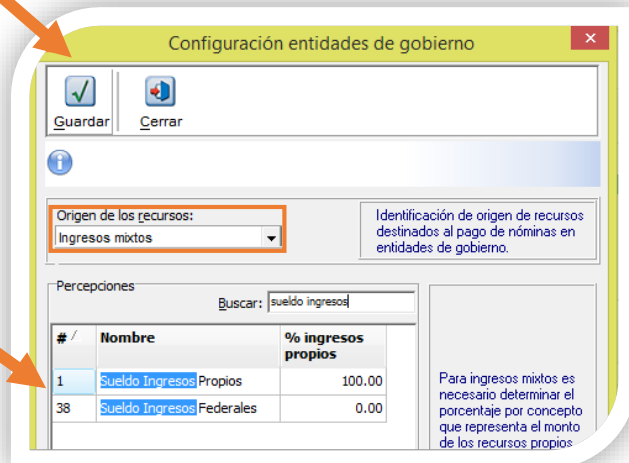 Configuración entidades de gobierno
Guardar Cerrar
Origen de los recursos:
Ingresos mixtos
Identificación de origen de recursos
destinados al pago de nóminas en
entidades de gobierno.
Percepciones
Buscar: sueldo ingresos
# Nombre % ingresos
propios
1 Sueldo Ingresos Propios 100.00
38 Sueldo Ingresos Federales 0.00
Para ingresos mixtos es
necesario determinar el
porcentaje por concepto
que representa el monto
de los recursos propios